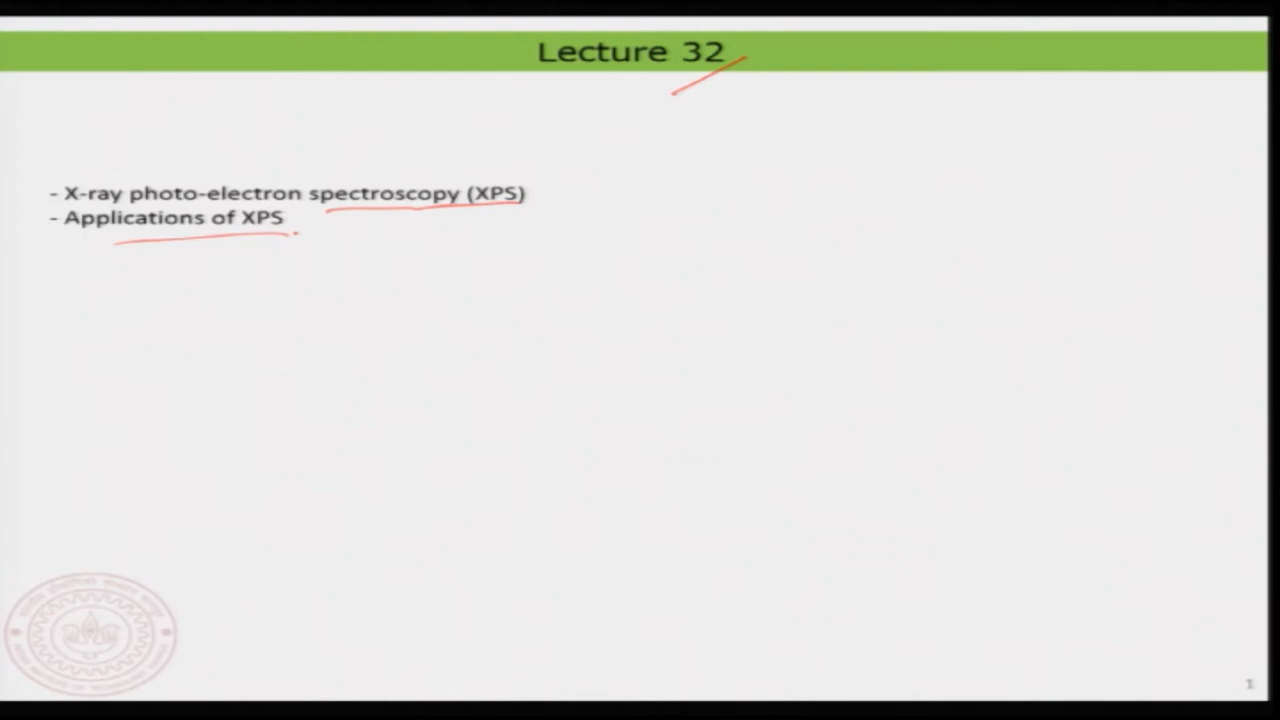 Lecture 32
- X-ray photo-electron spectroscopy (XPS)
- Applications of XPS
1